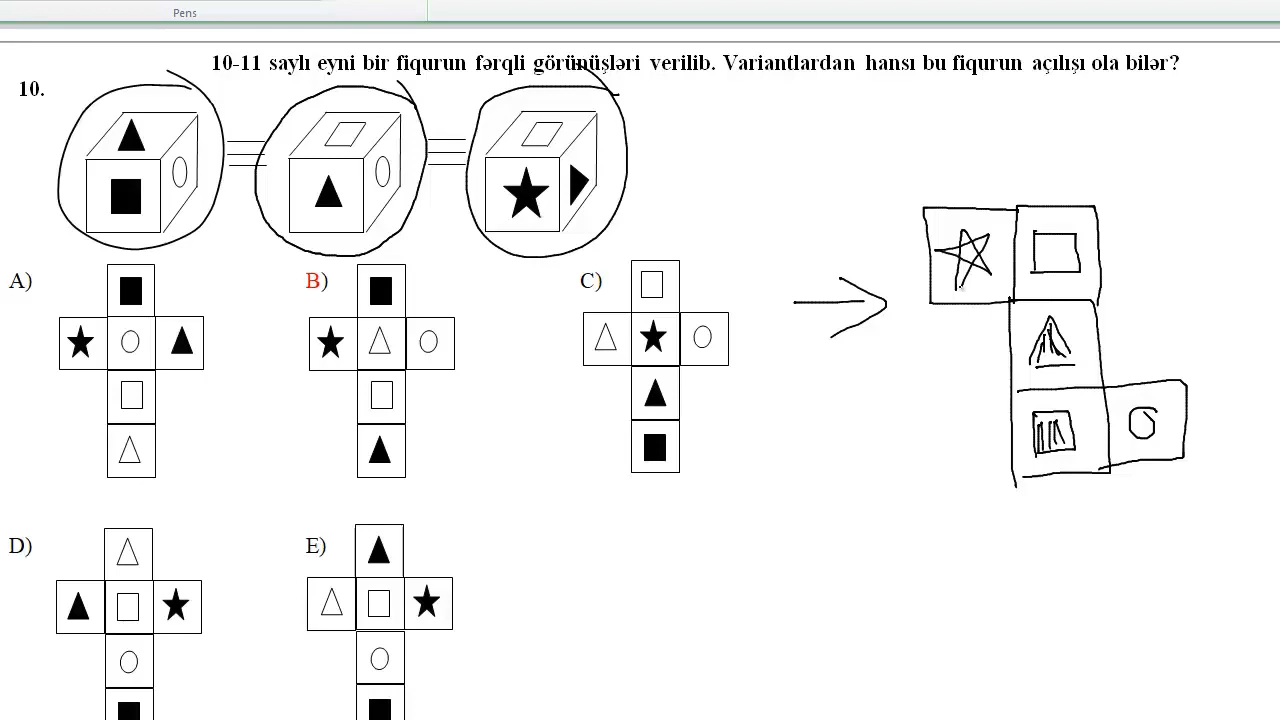 Pens
10-11 saylı eyni bir fiqurun fərqli görünüşləri verilib. Variantlardan hansı bu fiqurun açılışı ola bilər?
10.
A)
B)
C)
D)
E)